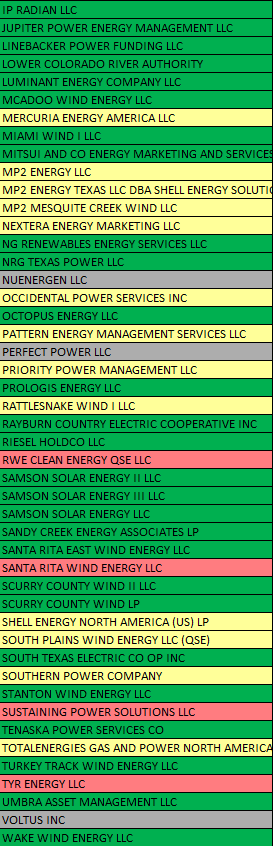 IP RADIAN LLC
JUPITER POWER ENERGY MANAGEMENT LLC
LINEBACKER POWER FUNDING LLC
LOWER COLORADO RIVER AUTHORITY
LUMINANT ENERGY COMPANY LLC
MCADOO WIND ENERGY LLC
MERCURIA ENERGY AMERICA LLC
MIAMI WIND I LLC
MITSUI AND CO ENERGY MARKETING AND SERVICES
MP2 ENERGY LLC
MP2 ENERGY TEXAS LLC DBA SHELL ENERGY SOLUTIO
MP2 MESQUITE CREEK WIND LLC
NEXTERA ENERGY MARKETING LLC
NG RENEWABLES ENERGY SERVICES LLC
NRG TEXAS POWER LLC
NUENERGEN LLC
OCCIDENTAL POWER SERVICES INC
OCTOPUS ENERGY LLC
PATTERN ENERGY MANAGEMENT SERVICES LLC
PERFECT POWER LLC
PRIORITY POWER MANAGEMENT LLC
PROLOGIS ENERGY LLC
RATTLESNAKE WIND I LLC
RAYBURN COUNTRY ELECTRIC COOPERATIVE INC
RIESEL HOLDCO LLC
RWE CLEAN ENERGY QSE LLC
SAMSON SOLAR ENERGY II LLC
SAMSON SOLAR ENERGY III LLC
SAMSON SOLAR ENERGY LLC
SANDY CREEK ENERGY ASSOCIATES LP
SANTA RITA EAST WIND ENERGY LLC
SANTA RITA WIND ENERGY LLC
SCURRY COUNTY WIND II LLC
SCURRY COUNTY WIND LP
SHELL ENERGY NORTH AMERICA (US) LP
SOUTH PLAINS WIND ENERGY LLC (QSE)
SOUTH TEXAS ELECTRIC CO OP INC
SOUTHERN POWER COMPANY
STANTON WIND ENERGY LLC
SUSTAINING POWER SOLUTIONS LLC
TENASKA POWER SERVICES CO
TOTALENERGIES GAS AND POWER NORTH AMERICA
TURKEY TRACK WIND ENERGY LLC
TYR ENERGY LLC
UMBRA ASSET MANAGEMENT LLC
VOLTUS INC
WAKE WIND ENERGY LLC